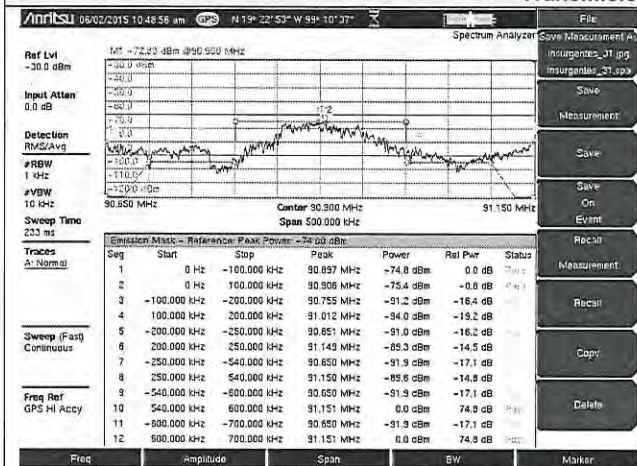 Anritsu 06/02/2015 10:48:56 am GPS N 19° 22' 53" W 99° 10' 37"
Spectrum Analyzer
Ref Lvl
-30.0 dBm
Input Atten
0.0 dB
Detection
RMS/Avg
#RBW
1 kHz
#VBW
10 kHz
Sweep Time
233 ms
Traces
A: Normal
Sweep (Fast)
Continuous
Freq Ref
GPS Hi Accy
M1 -72.83 dBm @90.900 MHz
-30.0 dBm
-40.0
-50.0
-60.0
-70.0
-100.0
-110.0
-120.0 dBm
90.650 MHz
Center 90.900 MHz
91.150 MHz
Span 500.000 kHz
Emission Mask - Reference: Peak Power:
Seg Start Stop Peak Power Rel Pwr Status
1 0 Hz -100.000 kHz 90.897 MHz -74.8 dBm 0.0 dB
2 0 Hz 100.000 kHz 90.906 MHz -75.4 dBm -0.8 dB
3 -100.000 kHz -200.000 kHz 90.755 MHz -91.2 dBm -16.4 dB
4 100.000 kHz 200.000 kHz 91.012 MHz -94.0 dBm -19.2 dB
5 -200.000 kHz -250.000 kHz 90.651 MHz -91.0 dBm -16.2 dB
6 200.000 kHz 250.000 kHz 91.149 MHz -89.3 dBm -14.5 dB
7 -250.000 kHz -540.000 kHz 90.650 MHz -91.9 dBm -17.1 dB
8 250.000 kHz 540.000 kHz 91.150 MHz -89.6 dBm -14.8 dB
9 -540.000 kHz -600.000 kHz 90.650 MHz -91.9 dBm -17.1 dB
10 540.000 kHz 600.000 kHz 91.151 MHz 0.0 dBm 74.8 dB
11 -600.000 kHz -700.000 kHz 90.650 MHz -91.9 dBm -17.1 dB
12 600.000 kHz 700.000 kHz 91.151 MHz 0.0 dBm 74.8 dB
File
Save Measurement As
Insurgentes_31.jpg
Insurgentes_31.spa
Save
Measurement
Save
Save
On
Event
Recall
Measurement
Recall
Copy
Delete
Freq Amplitude Span BW Marker